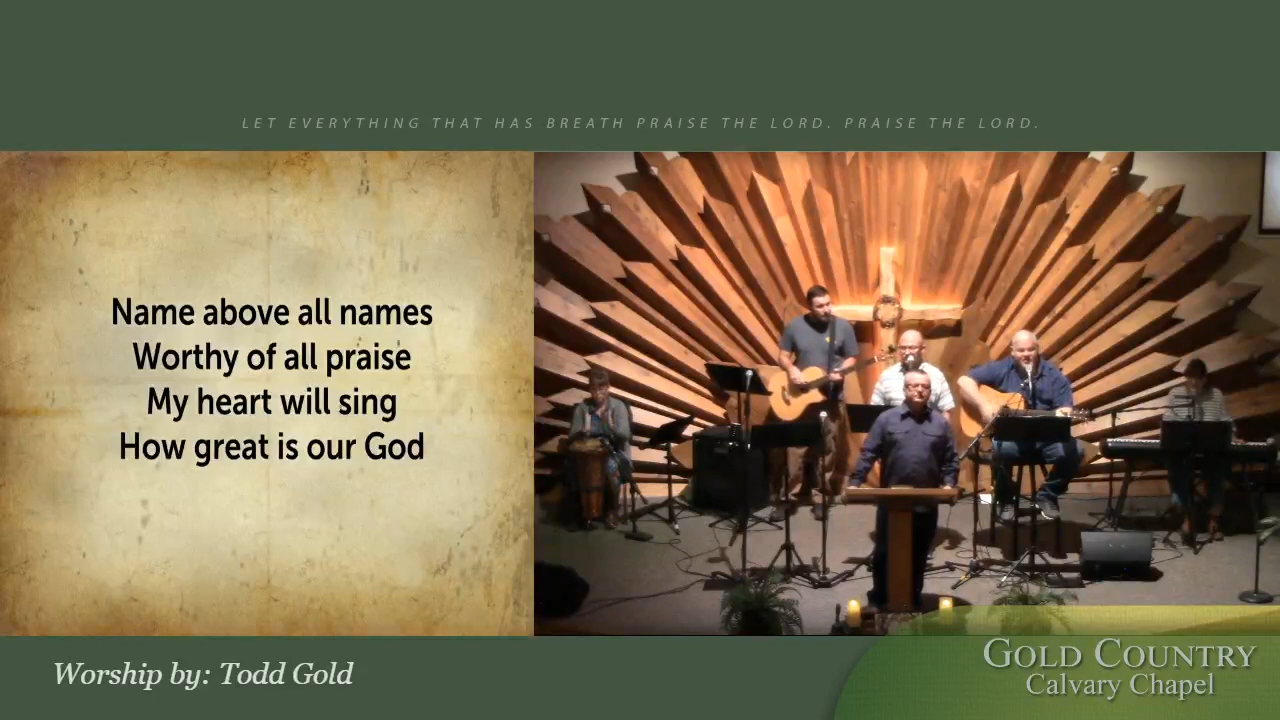 LET EVERYTHING THAT HAS BREATH PRAISE THE LORD. PRAISE THE LORD.
Name above all names
Worthy of all praise
My heart will sing
How great is our God
Worship by: Todd Gold
GOLD COUNTRY
Calvary Chapel